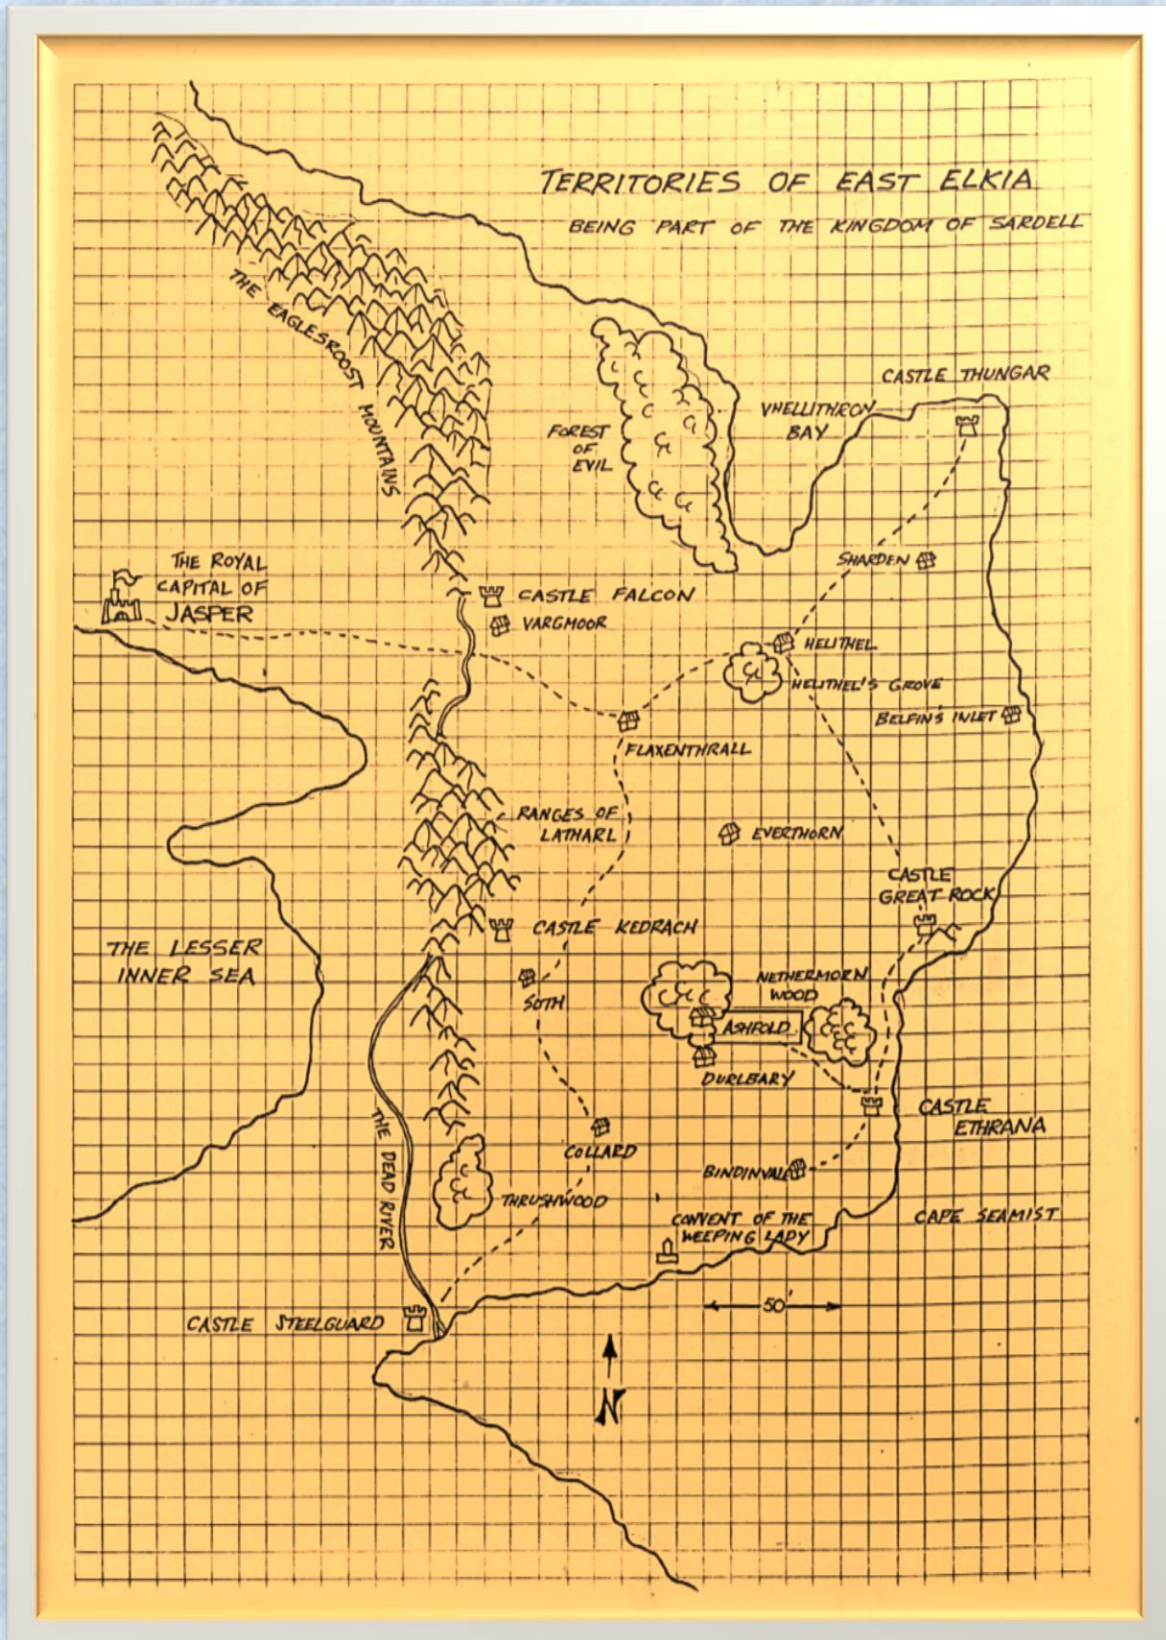 TERRITORIES OF EAST ELKIA
BEING PART OF THE KINGDOM OF SARDELL
THE EAGLESROOST MOUNTAINS
CASTLE THUNGAR
VHELLITHRON
BAY
FOREST
OF
EVIL
SHARDEN
THE ROYAL
CAPITAL OF
JASPER
CASTLE FALCON
VARGMOOR
HELITHEL
HELITHEL'S GROVE
BELFIN'S INLET
FLAXENTHRALL
RANGES OF
LATHARL
EVERTHORN
CASTLE
GREAT ROCK
CASTLE KEDRACH
THE LESSER
INNER SEA
SOTH
NETHERMORN
WOOD
ASHFOLD
DURLBARY
CASTLE
ETHRANA
THE DEAD RIVER
COLLARD
BINDINVALE
THRUSHWOOD
CONVENT OF THE
WEEPING LADY
CAPE SEAMIST
50'
CASTLE STEELGUARD
N